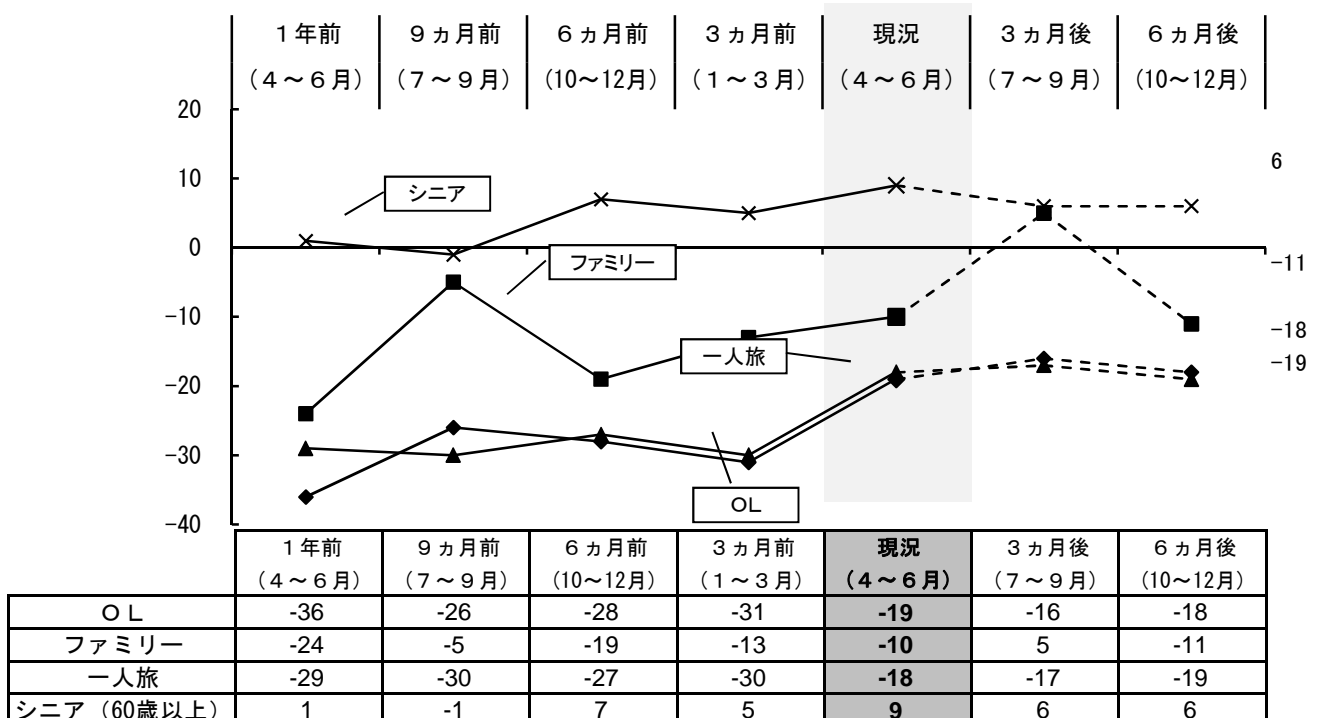 １年前 ９ヵ月前 ６ヵ月前 ３ヵ月前 現況 ３ヵ月後 ６ヵ月後
（４～６月） （７～９月） （10～12月） （１～３月） （４～６月） （７～９月） （10～12月）
20
6
10
シニア
0
ファミリー
-11
-10
-18
一人旅
-19
-20
-30
ＯＬ
-40
１年前 ９ヵ月前 ６ヵ月前 ３ヵ月前 現況 ３ヵ月後 ６ヵ月後
（４～６月） （７～９月） （10～12月） （１～３月） （４～６月） （７～９月） （10～12月）
ＯＬ -36 -26 -28 -31 -19 -16 -18
ファミリー -24 -5 -19 -13 -10 5 -11
一人旅 -29 -30 -27 -30 -18 -17 -19
シニア（60歳以上） 1 -1 7 5 9 6 6